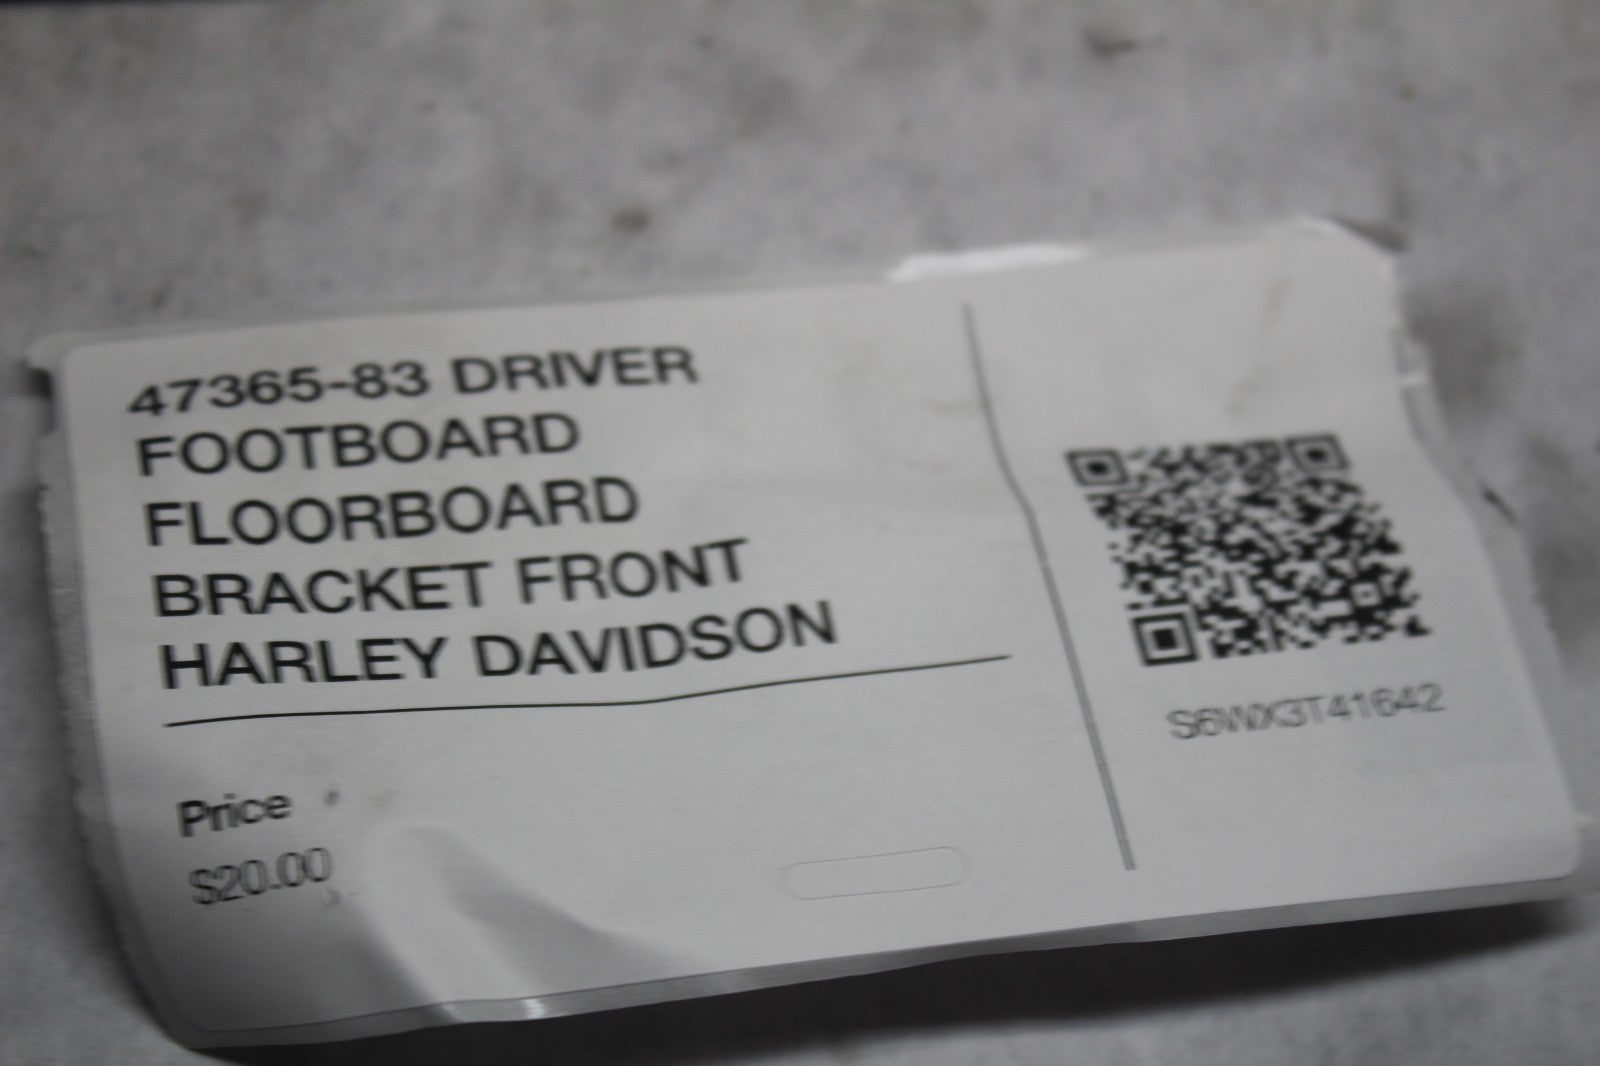 47365-83 DRIVER
FOOTBOARD
FLOORBOARD
BRACKET FRONT
HARLEY DAVIDSON
Price
$20.00
S6WX3T41642